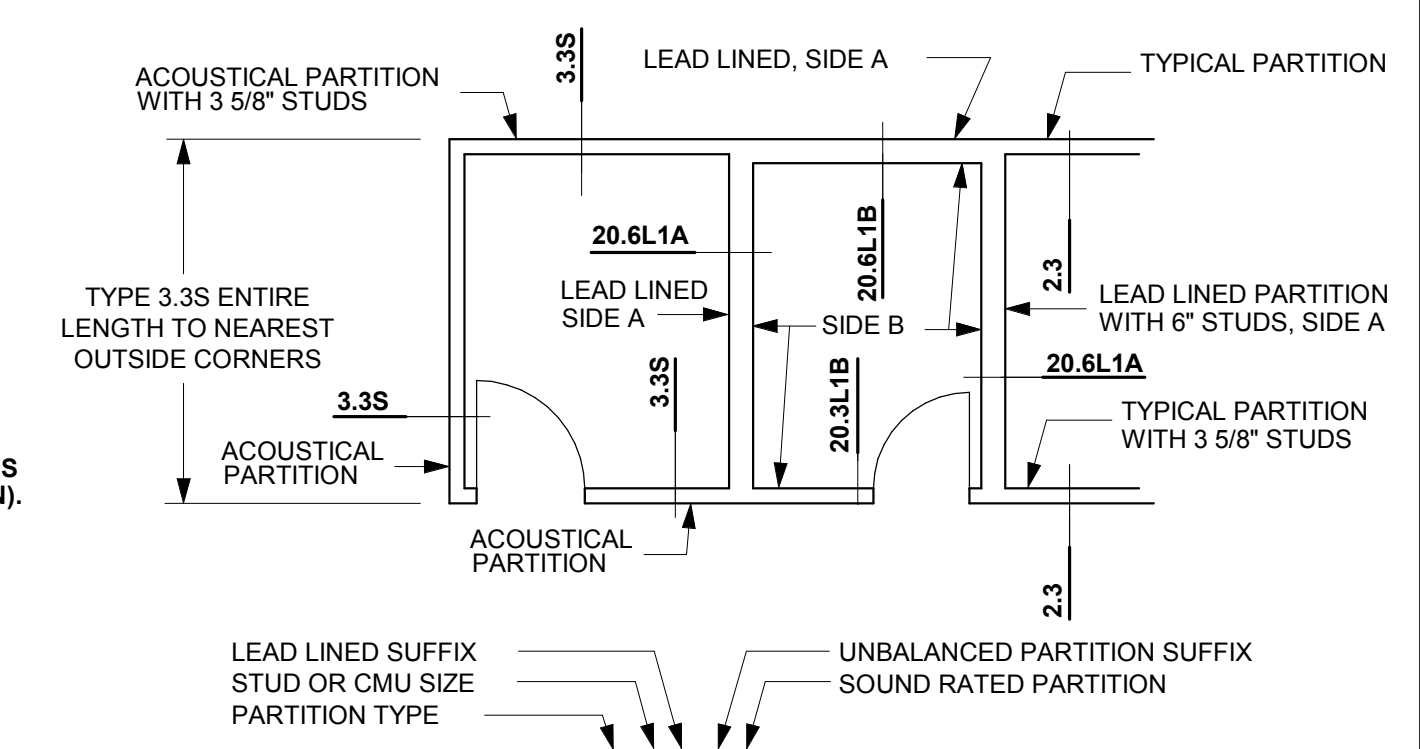 3.3S
LEAD LINED, SIDE A
TYPICAL PARTITION
ACOUSTICAL PARTITION
WITH 3 5/8" STUDS
20.6L1A
20.6L1B
2.3
TYPE 3.3S ENTIRE
LENGTH TO NEAREST
OUTSIDE CORNERS
LEAD LINED
SIDE A
SIDE B
LEAD LINED PARTITION
WITH 6" STUDS, SIDE A
20.6L1A
3.3S
3.3S
20.3L1B
TYPICAL PARTITION
WITH 3 5/8" STUDS
ACOUSTICAL
PARTITION
S
N).
ACOUSTICAL
PARTITION
2.3
LEAD LINED SUFFIX
STUD OR CMU SIZE
PARTITION TYPE
UNBALANCED PARTITION SUFFIX
SOUND RATED PARTITION